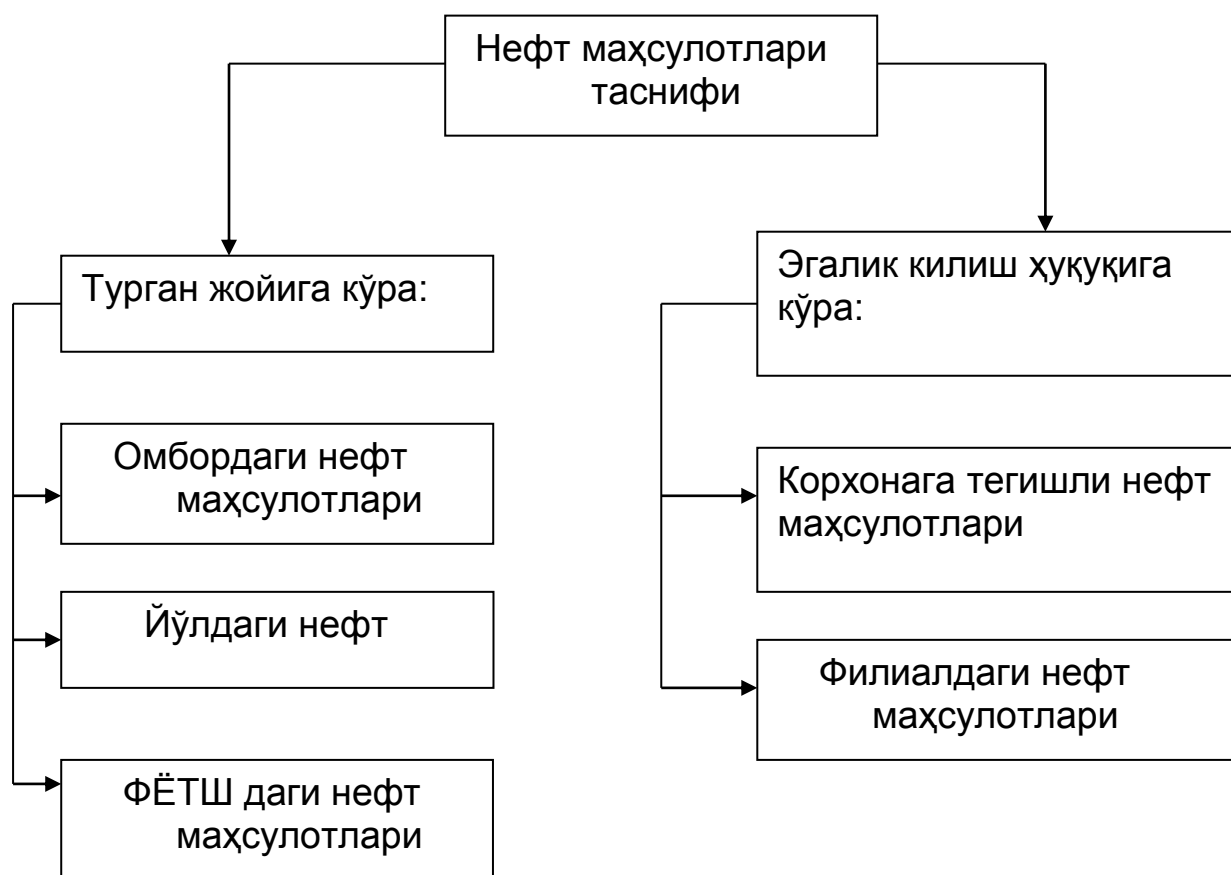 Нефт маҳсулотлари
таснифи
Турган жойига кўра:
Омбордаги нефт
маҳсулотлари
Йўлдаги нефт
ФЁТШ даги нефт
маҳсулотлари
Эгалик килиш ҳуқуқига
кўра:
Корхонага тегишли нефт
маҳсулотлари
Филиалдаги нефт
маҳсулотлари